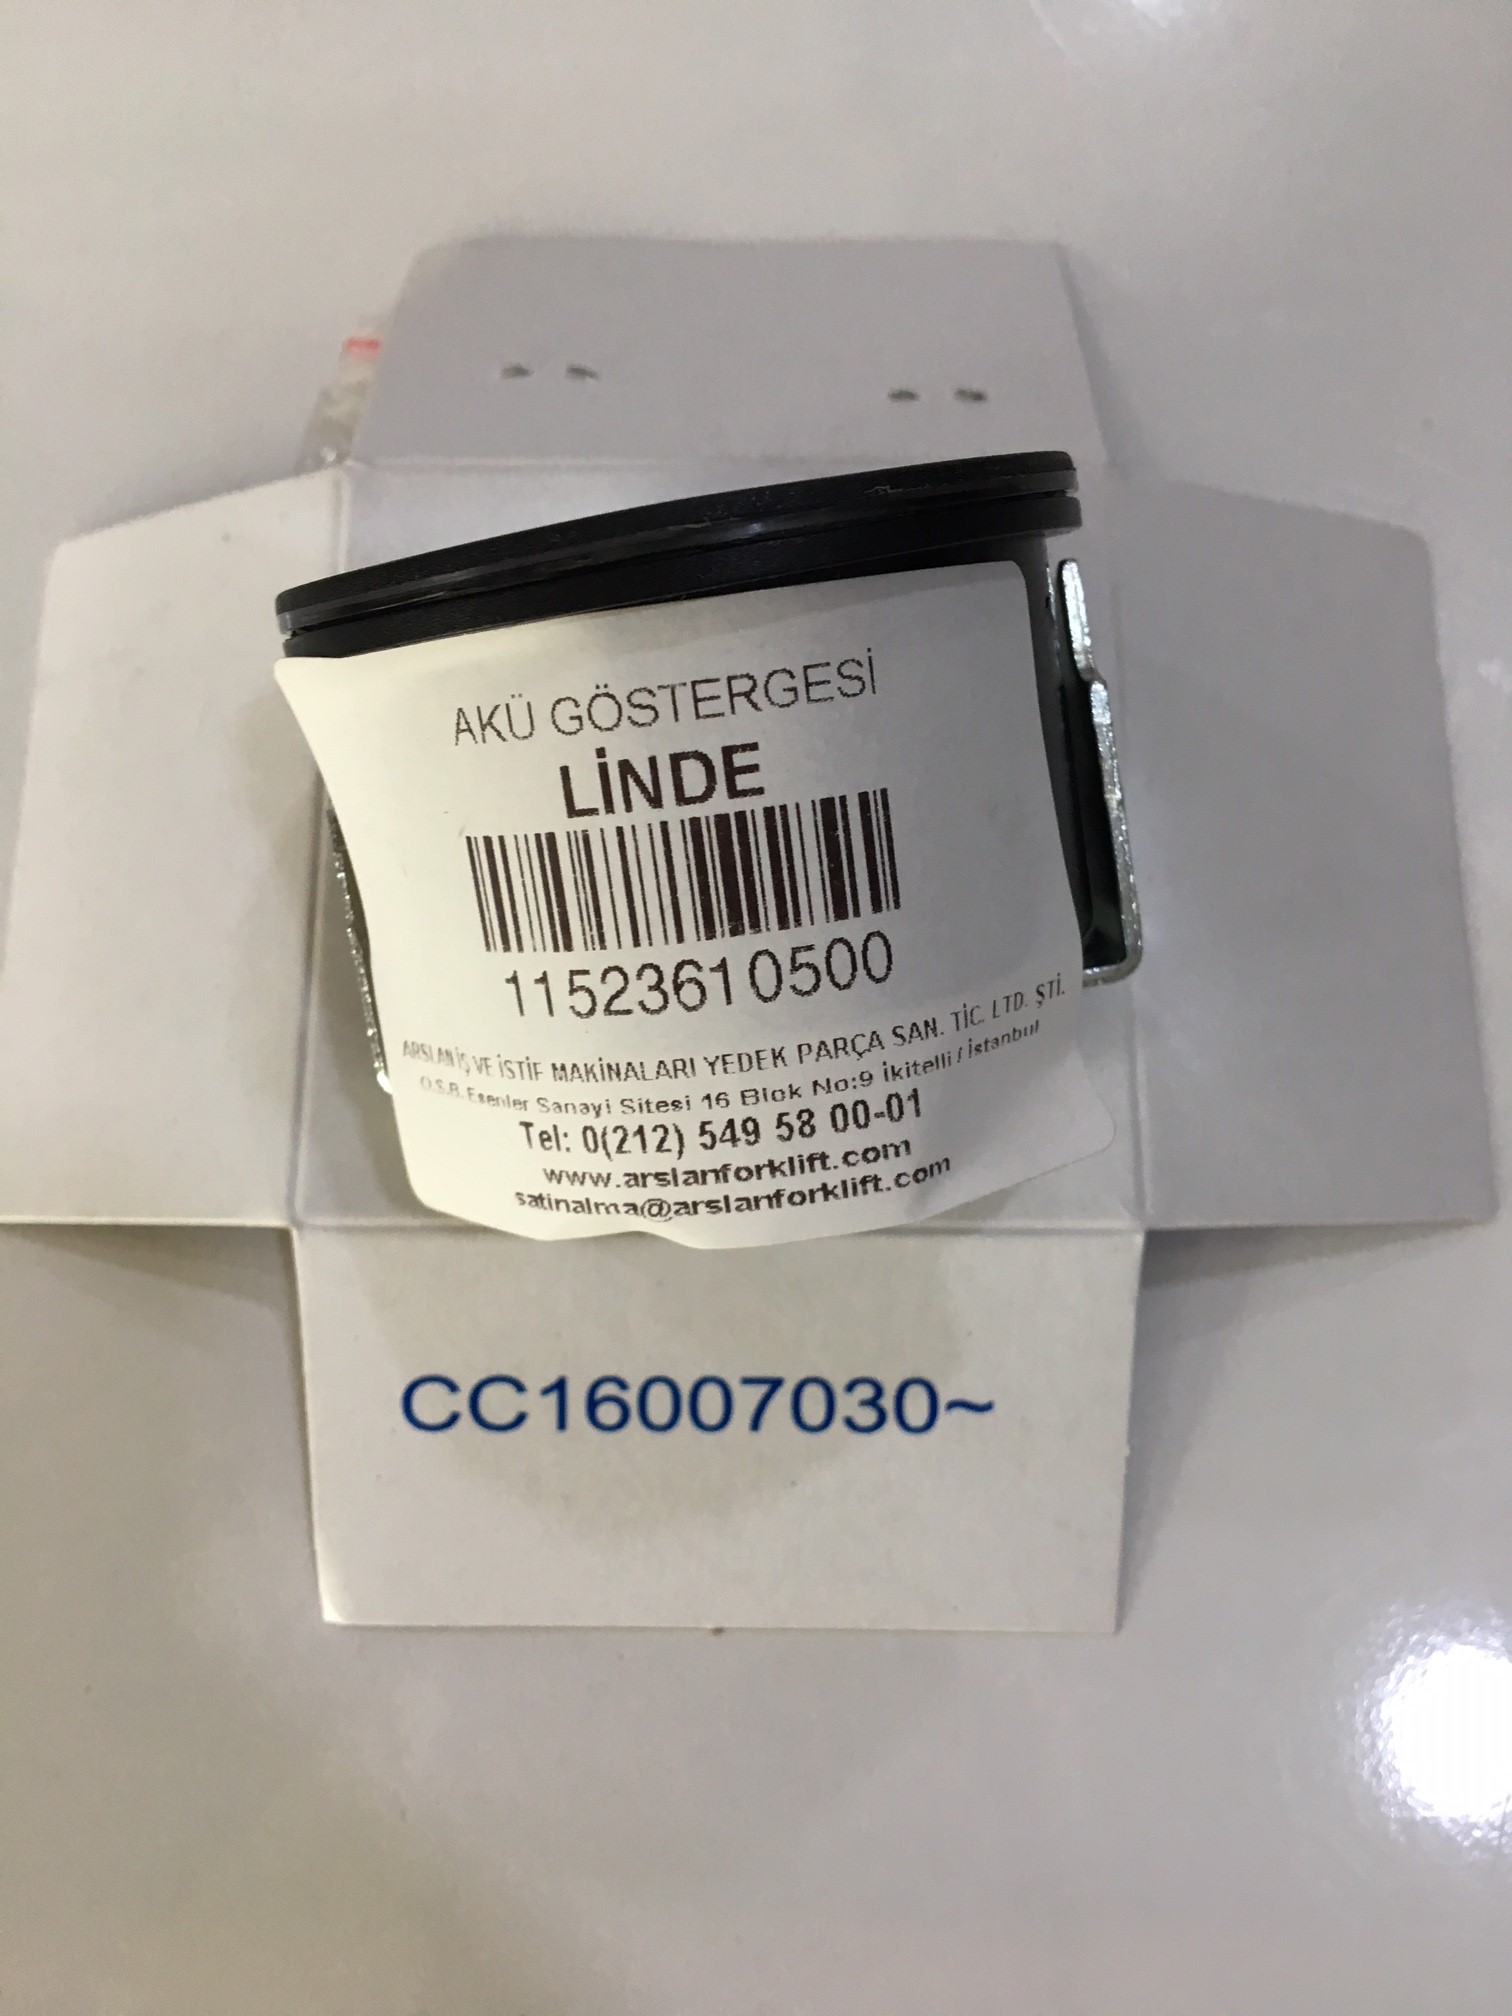 AKÜ GÖSTERGESİ
LİNDE
11523610500
ARSLAN İŞ VE İSTİF MAKİNALARI YEDEK PARÇA SAN. TİC. LTD. ŞTİ.
O.S.B. Esenler Sanayi Sitesi 16 Blok No:9 İkitelli / İstanbul
Tel: 0(212) 549 58 00-01
www.arslanforklift.com
satinalma@arslanforklift.com
CC16007030~